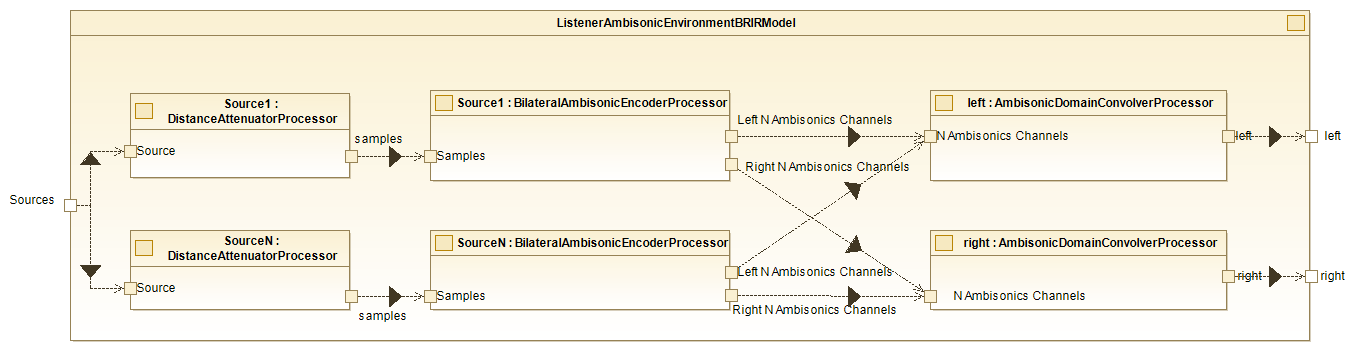 ListenerAmbisonicEnvironmentBRIRModel
Source1 :
DistanceAttenuatorProcessor
Source
samples
Source1 : BilateralAmbisonicEncoderProcessor
Samples
Left N Ambisonics Channels
Right N Ambisonics Channels
left : AmbisonicDomainConvolverProcessor
N Ambisonics Channels
left
left
Sources
SourceN :
DistanceAttenuatorProcessor
Source
samples
SourceN : BilateralAmbisonicEncoderProcessor
Samples
Left N Ambisonics Channels
Right N Ambisonics Channels
right : AmbisonicDomainConvolverProcessor
N Ambisonics Channels
right
right